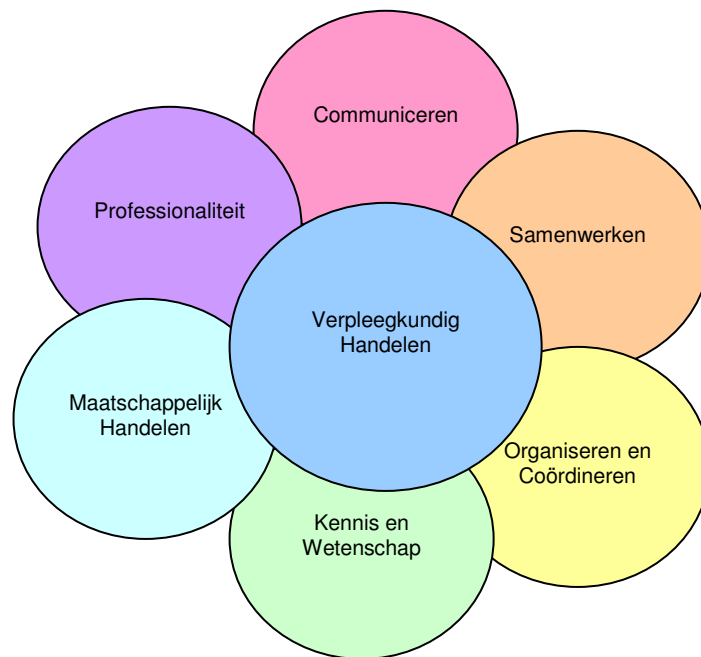 Communiceren
Professionaliteit
Samenwerken
Verpleegkundig
Handelen
Maatschappelijk
Handelen
Organiseren en
Coördineren
Kennis en
Wetenschap